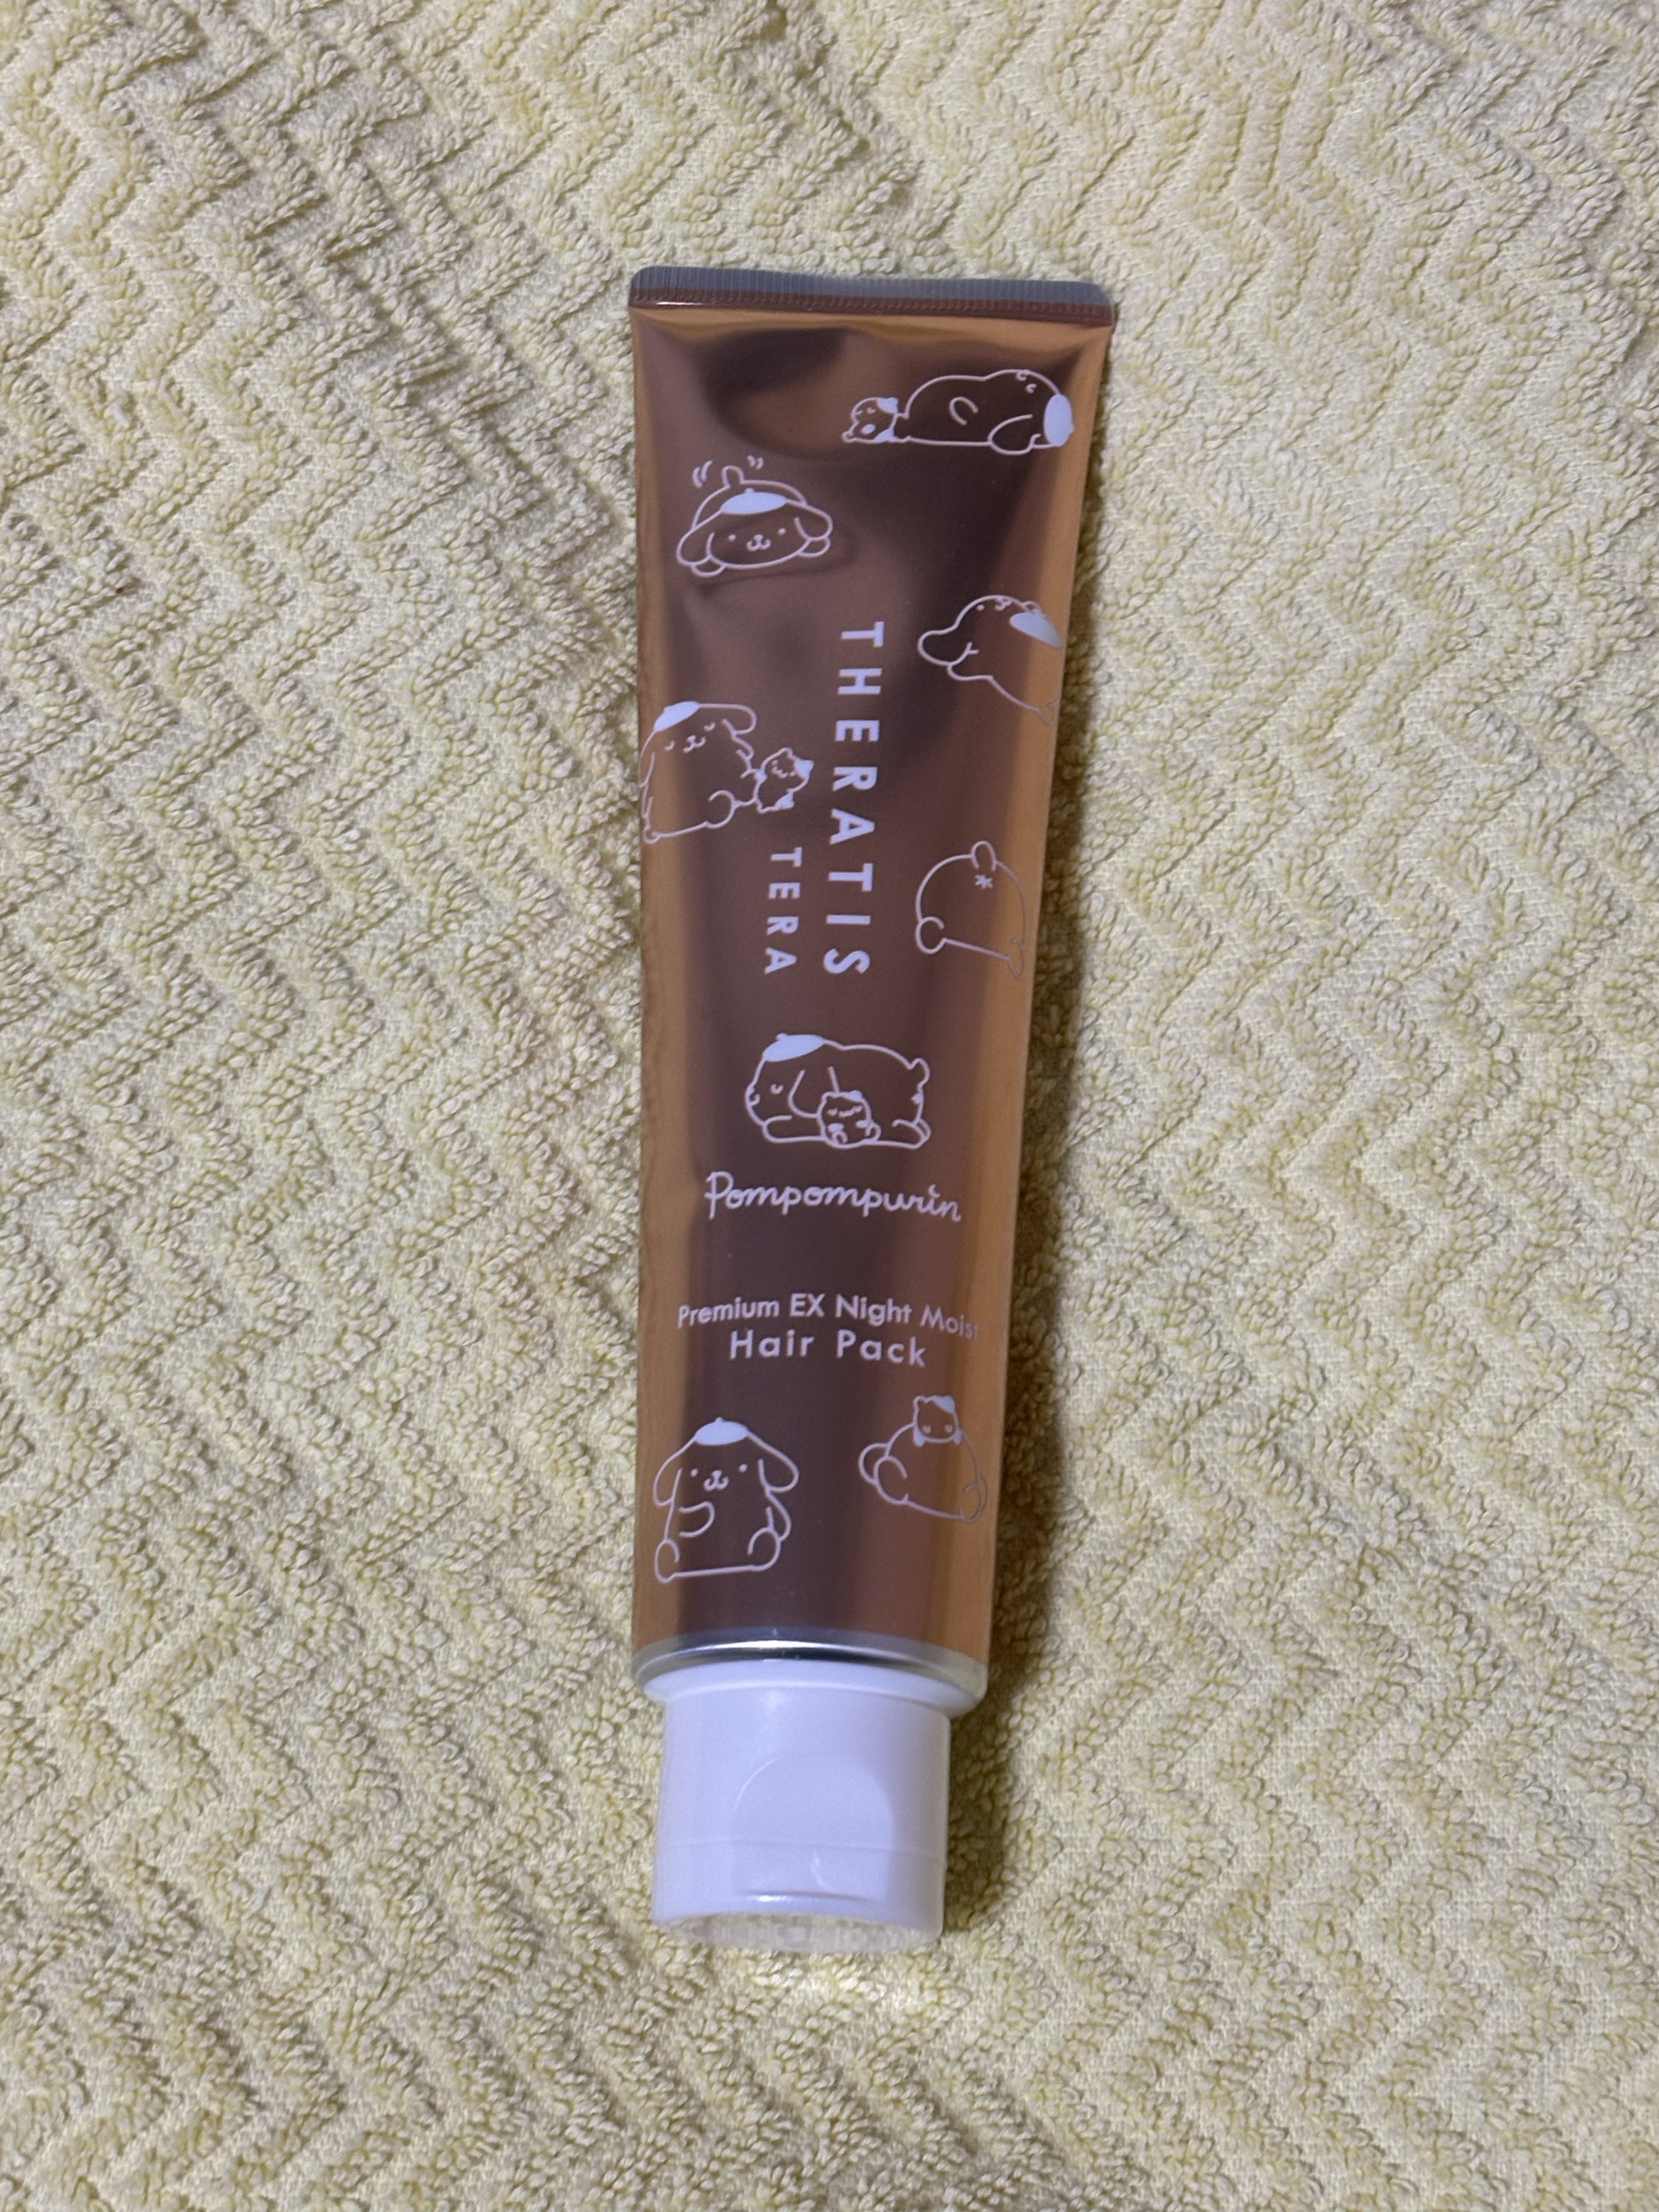 THERATIS
TERA
Pompompurin
Premium EX Night Moist
Hair Pack